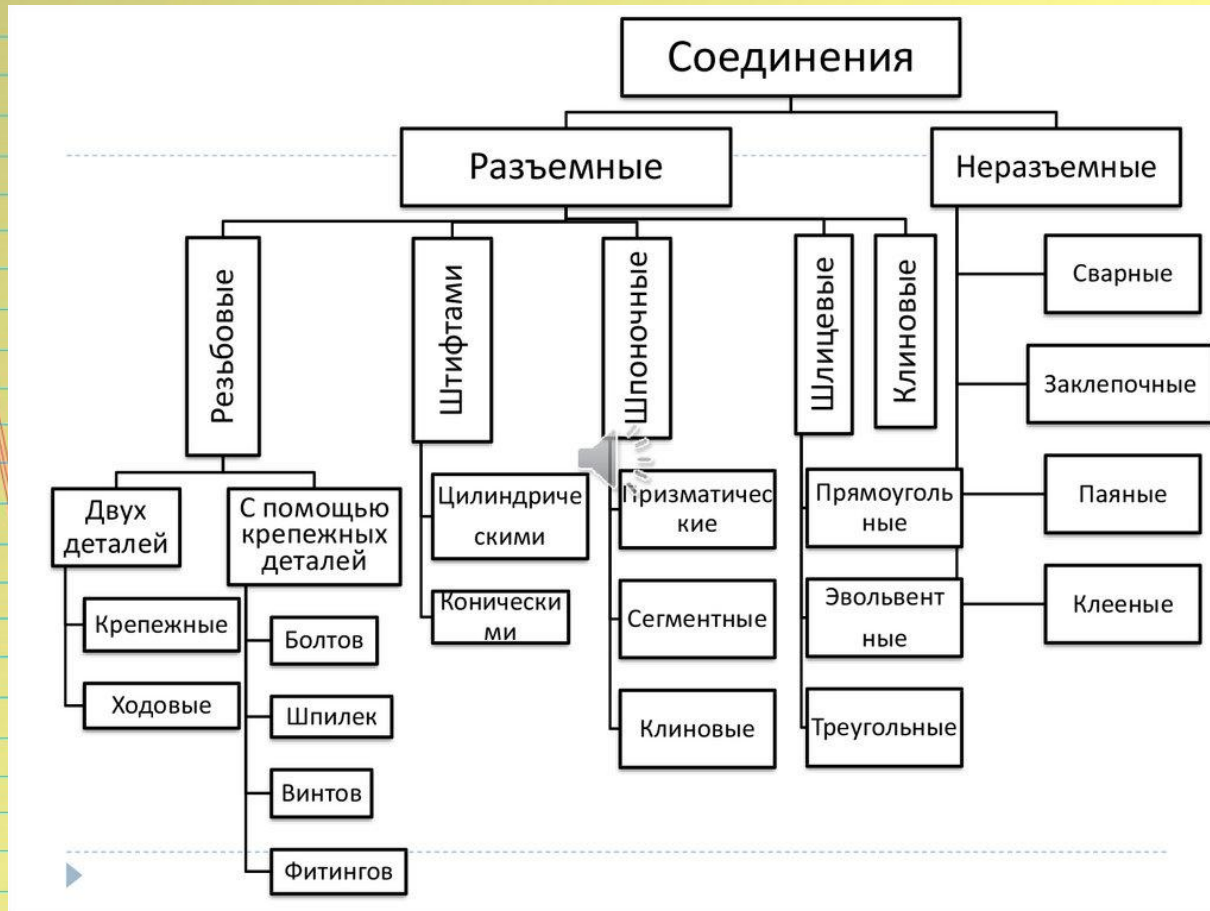 Соединения
Разъемные
Неразъемные
Резьбовые
Штифтами
Шпоночные
Шлицевые
Клиновые
Двух
деталей
Крепежные
Ходовые
С помощью
крепежных
деталей
Болтов
Шпилек
Винтов
Фитингов
Цилиндриче
скими
Конически
ми
Призматичес
кие
Сегментные
Клиновые
Прямоуголь
ные
Эвольвент
ные
Треугольные
Сварные
Заклепочные
Паяные
Клееные